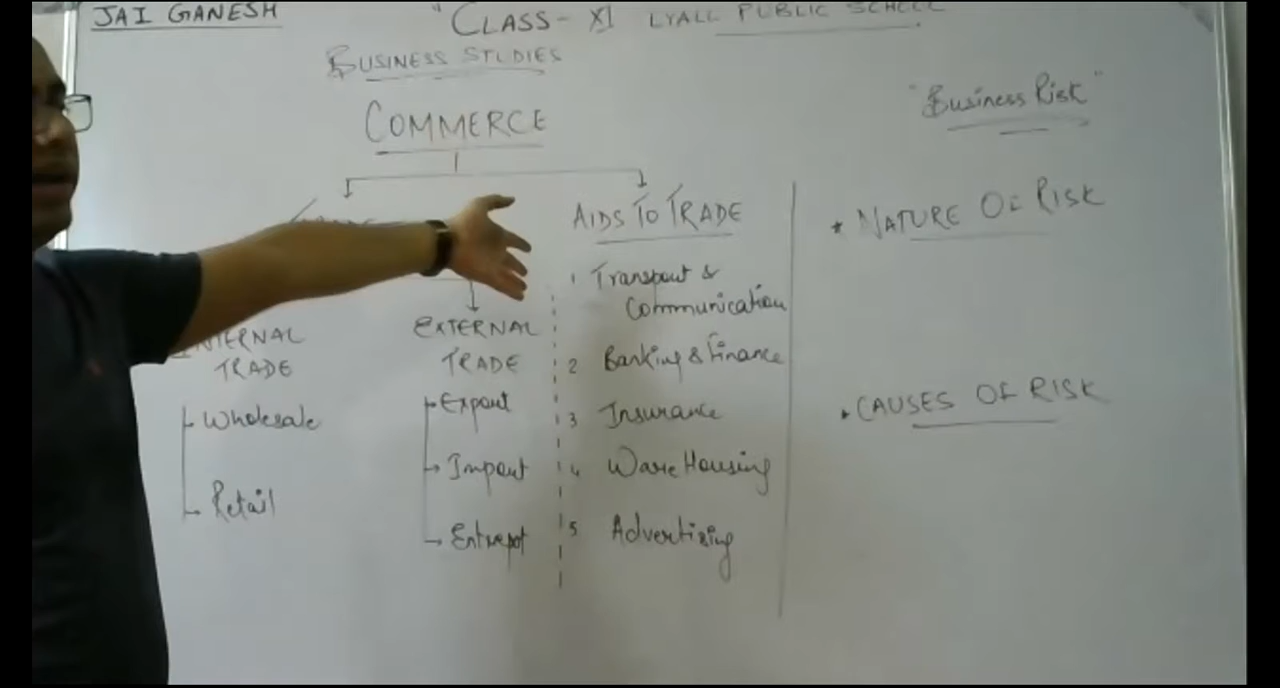 JAI GANESH
"CLASS - XI LYALL PUBLIC SCHOOL
BUSINESS STUDIES
COMMERCE
AIDS TO TRADE
1 Transport &
Communication
2 Banking & Finance
3 Insurance
4 Ware Housing
5 Advertizing
INTERNAL
TRADE
Wholesale
Retail
EXTERNAL
TRADE
Export
Import
Entrepot
"Business Risk"
* NATURE OF RISK
* CAUSES OF RISK